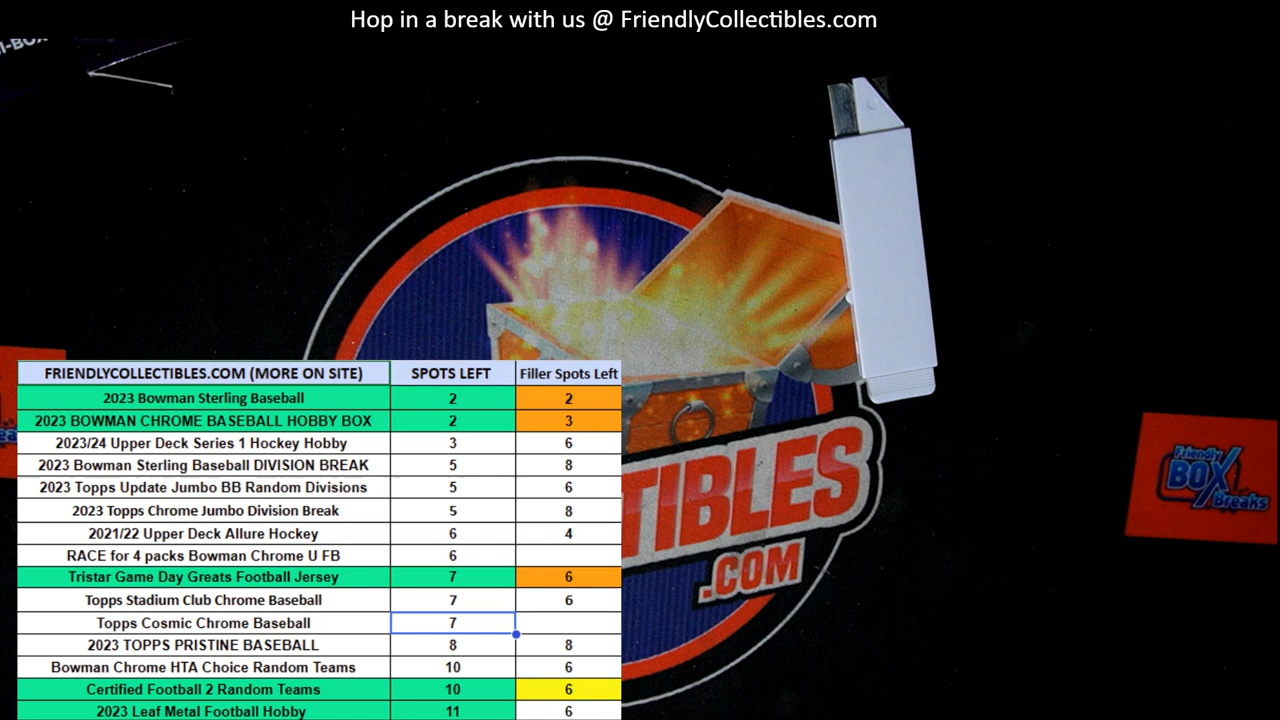 Hop in a break with us @ FriendlyCollectibles.com
FRIENDLYCOLLECTIBLES.COM (MORE ON SITE) SPOTS LEFT Filler Spots Left
2023 Bowman Sterling Baseball 2 2
2023 BOWMAN CHROME BASEBALL HOBBY BOX 2 3
2023/24 Upper Deck Series 1 Hockey Hobby 3 6
2023 Bowman Sterling Baseball DIVISION BREAK 5 8
2023 Topps Update Jumbo BB Random Divisions 5 6
2023 Topps Chrome Jumbo Division Break 5 8
2021/22 Upper Deck Allure Hockey 6 4
RACE for 4 packs Bowman Chrome U FB 6
Tristar Game Day Greats Football Jersey 7 6
Topps Stadium Club Chrome Baseball 7 6
Topps Cosmic Chrome Baseball 7
2023 TOPPS PRISTINE BASEBALL 8 8
Bowman Chrome HTA Choice Random Teams 10 6
Certified Football 2 Random Teams 10 6
2023 Leaf Metal Football Hobby 11 6
TIBLES
.COM
Friendly
BOX
Breaks